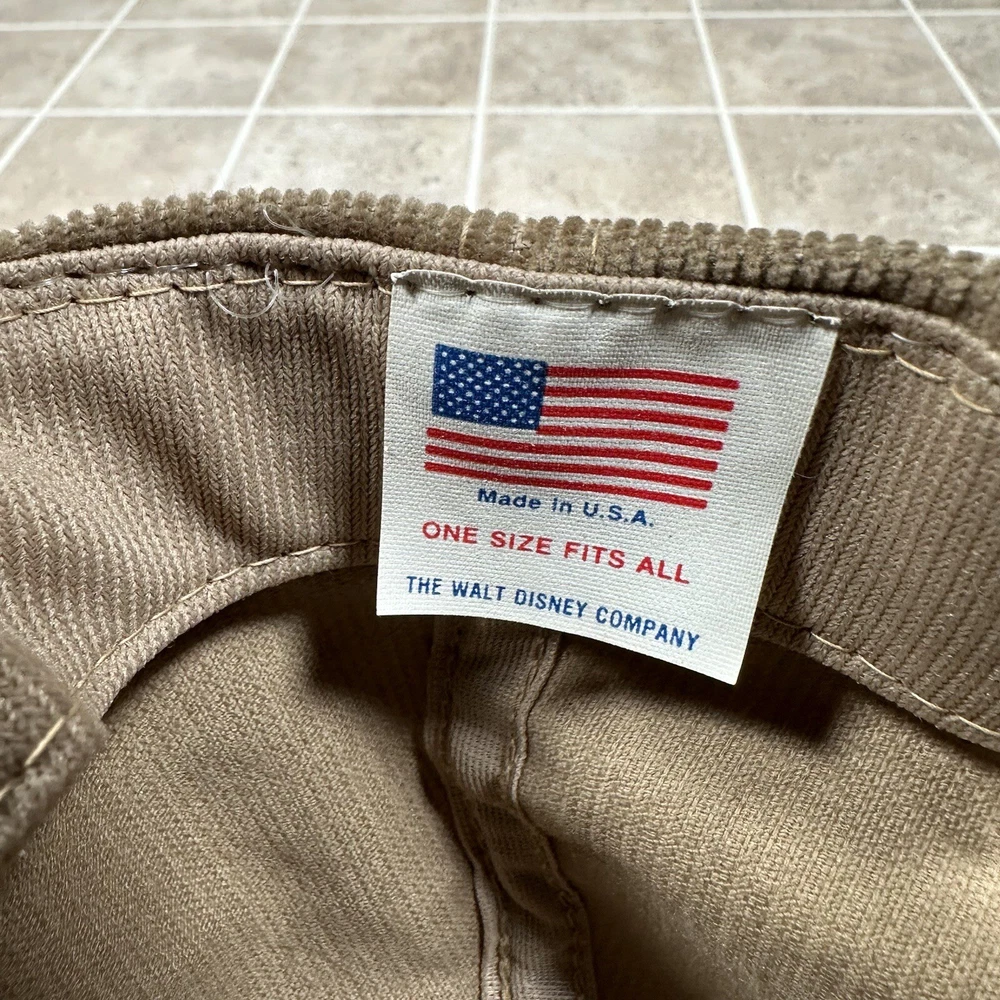 Made in U.S.A.
ONE SIZE FITS ALL
THE WALT DISNEY COMPANY